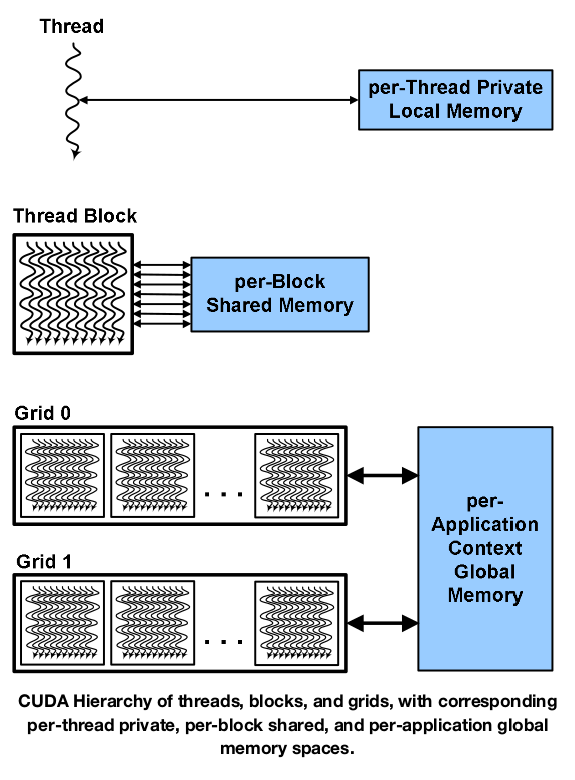 Thread
per-Thread Private
Local Memory
Thread Block
per-Block
Shared Memory
Grid 0
. . .
per-
Application
Context
Global
Memory
Grid 1
. . .
CUDA Hierarchy of threads, blocks, and grids, with corresponding
per-thread private, per-block shared, and per-application global
memory spaces.